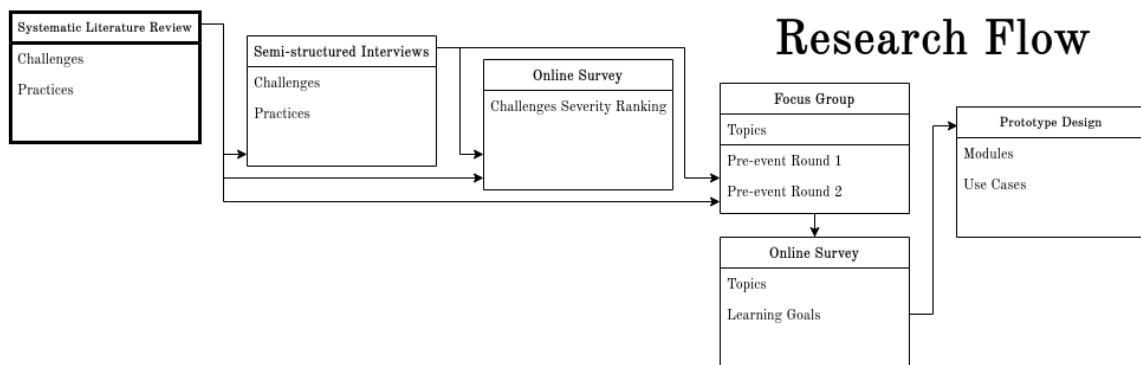 Research Flow
Systematic Literature Review
Challenges
Practices
Semi-structured Interviews
Challenges
Practices
Online Survey
Challenges Severity Ranking
Focus Group
Topics
Pre-event Round 1
Pre-event Round 2
Online Survey
Topics
Learning Goals
Prototype Design
Modules
Use Cases